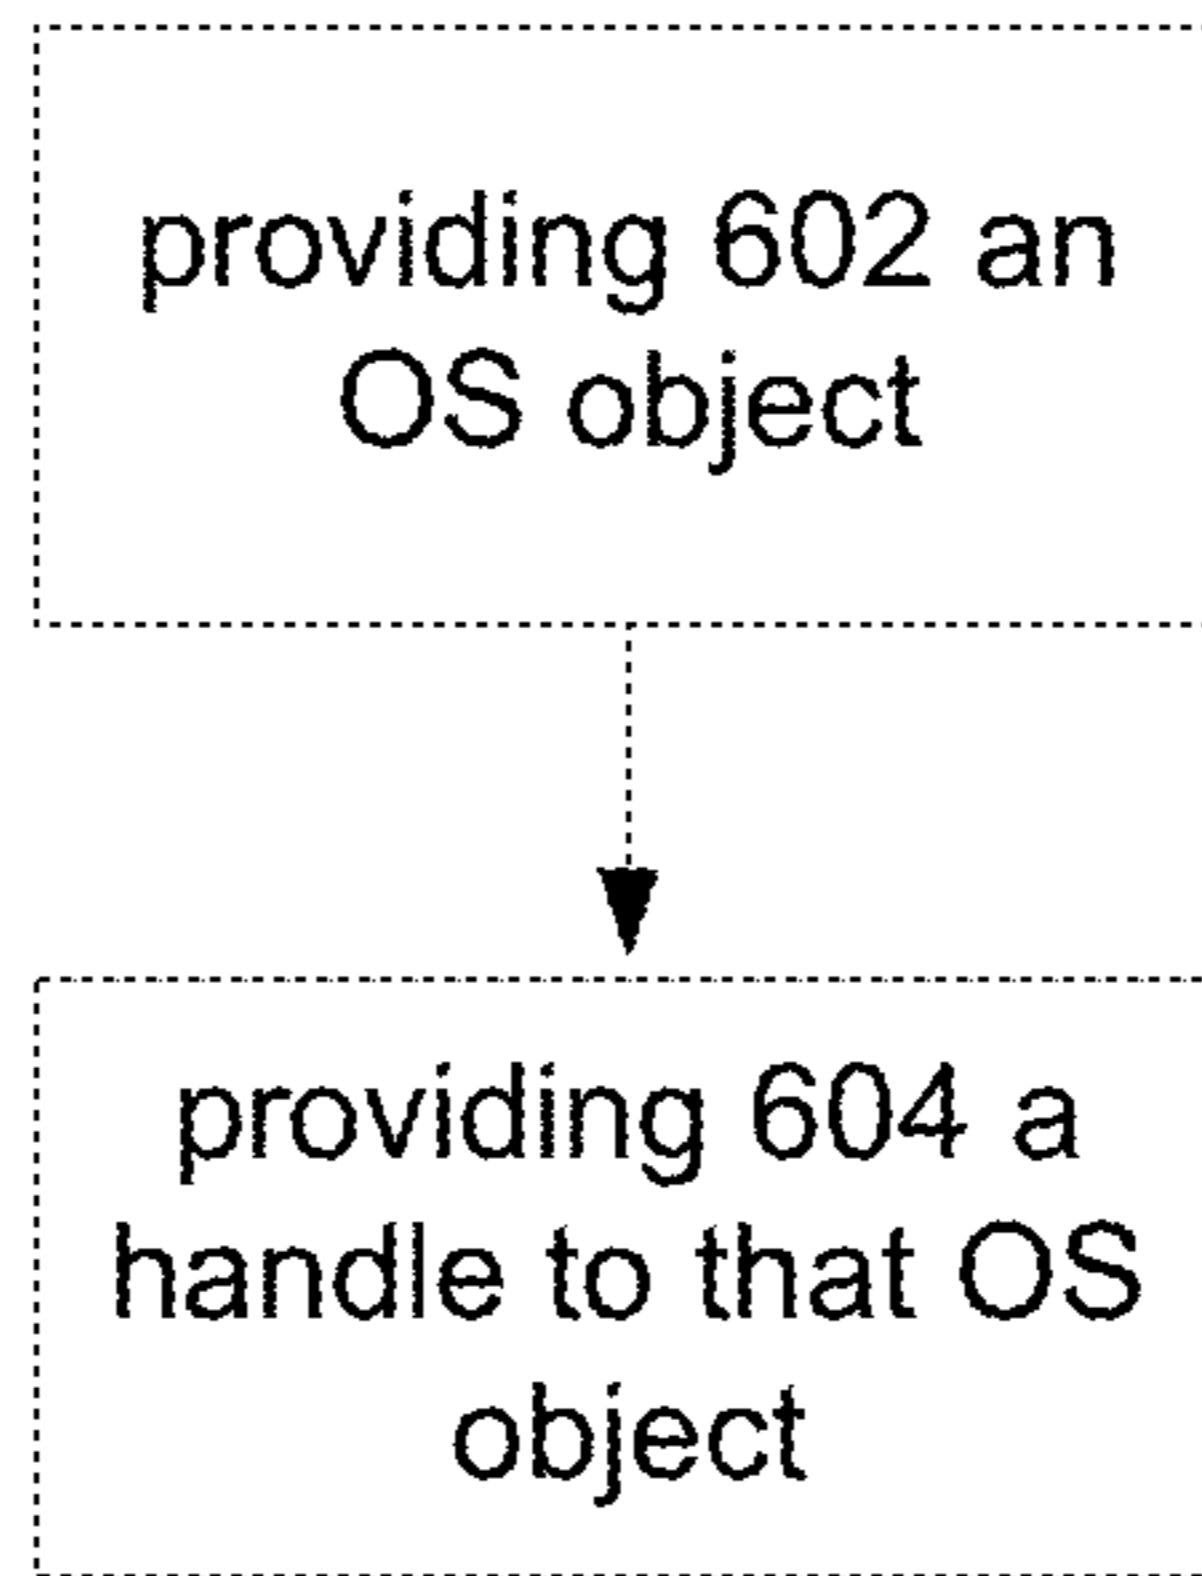 providing 602 an
OS object
providing 604 a
handle to that OS
object